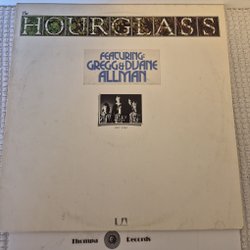 The
HOURGLASS
FEATURING:
GREGG & DUANE
ALLMAN
UA
Records